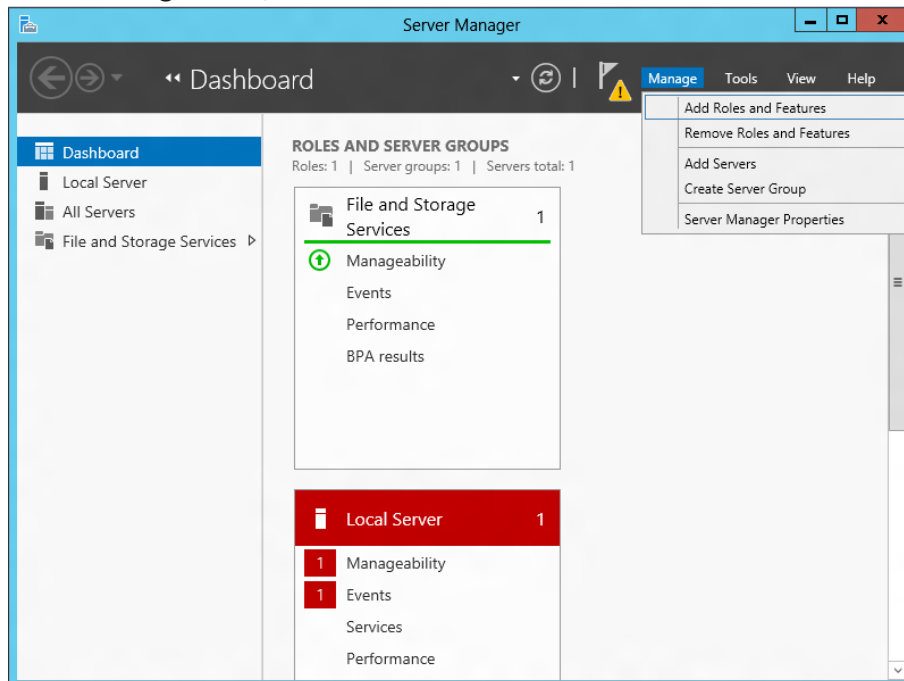 Server Manager
Dashboard
Manage Tools View Help
Add Roles and Features
Remove Roles and Features
Add Servers
Create Server Group
Server Manager Properties
Dashboard
Local Server
All Servers
File and Storage Services
ROLES AND SERVER GROUPS
Roles: 1 | Server groups: 1 | Servers total: 1
File and Storage
Services 1
Manageability
Events
Performance
BPA results
Local Server 1
1 Manageability
1 Events
Services
Performance